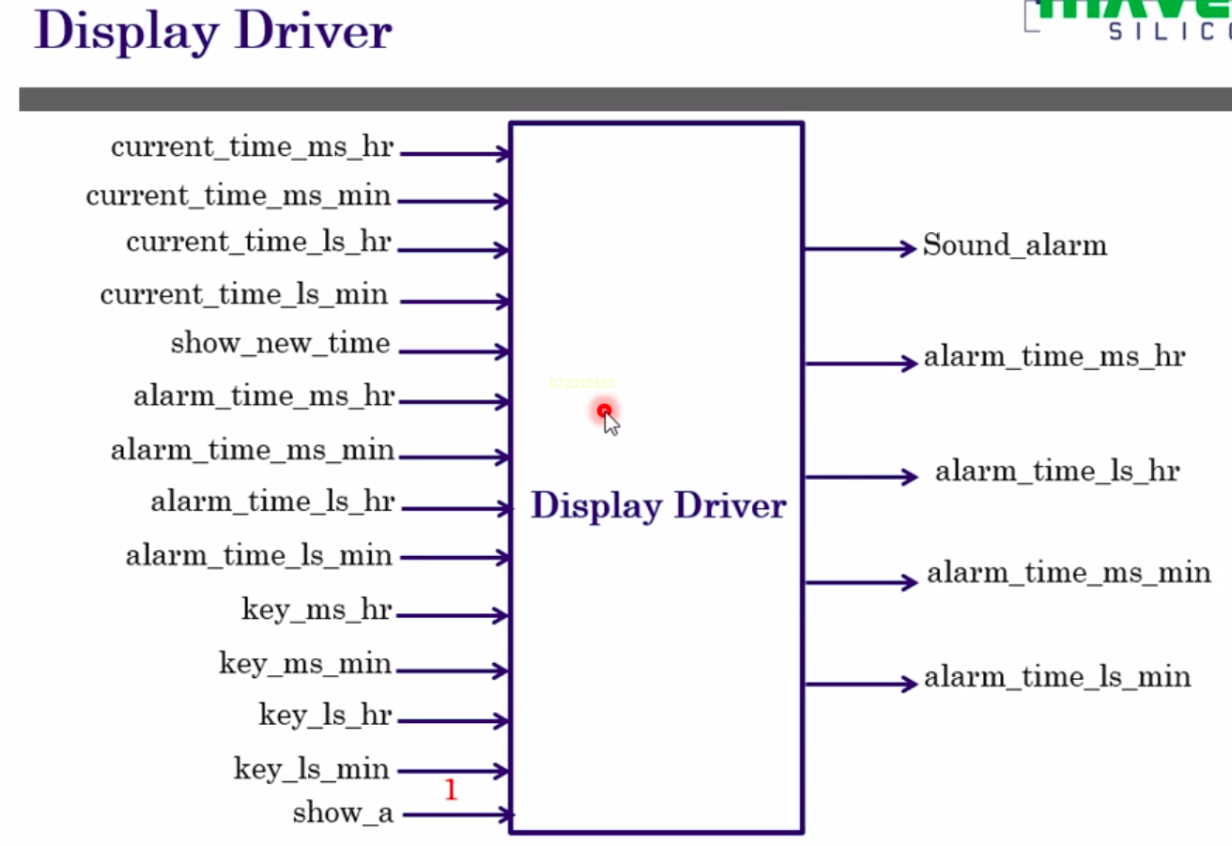 Display Driver
SILIC
current_time_ms_hr
current_time_ms_min
current_time_ls_hr
current_time_ls_min
show_new_time
alarm_time_ms_hr
alarm_time_ms_min
alarm_time_ls_hr
alarm_time_ls_min
key_ms_hr
key_ms_min
key_ls_hr
key_ls_min
1
show_a
072010103
Display Driver
Sound_alarm
alarm_time_ms_hr
alarm_time_ls_hr
alarm_time_ms_min
alarm_time_ls_min